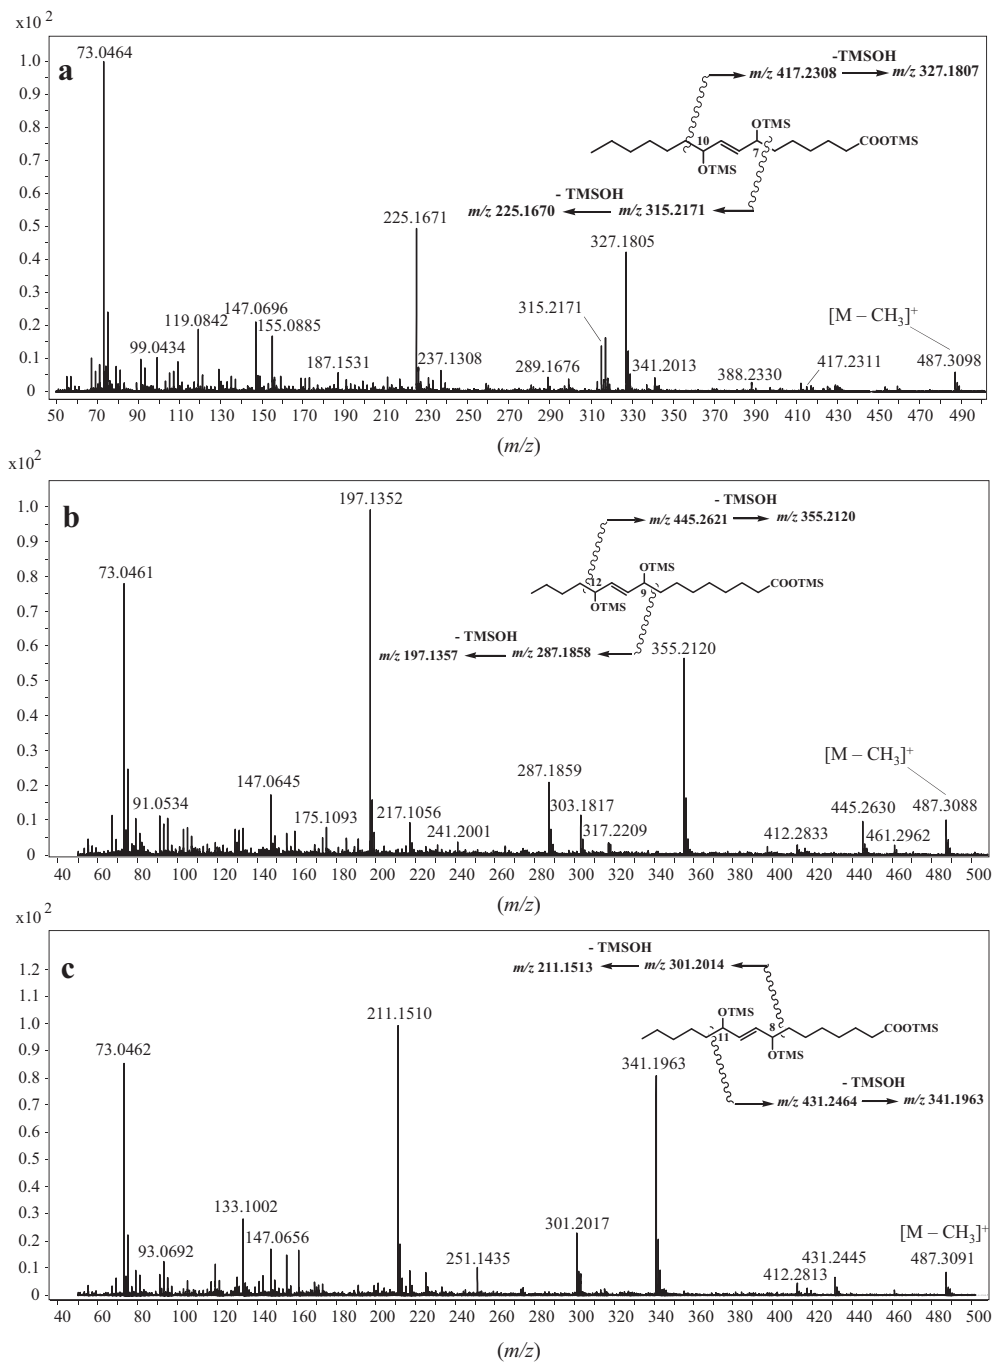 x10 2
a
73.0464
-TMSOH
m/z 417.2308
m/z 327.1807
OTMS
10
7
COOTMS
OTMS
- TMSOH
m/z 225.1670
m/z 315.2171
225.1671
327.1805
315.2171
[M – CH3]+
147.0696
119.0842
155.0885
99.0434
187.1531
237.1308
289.1676
341.2013
388.2330
417.2311
487.3098
1.0
0.9
0.8
0.7
0.6
0.5
0.4
0.3
0.2
0.1
0
50 70 90 110 130 150 170 190 210 230 250 270 290 310 330 350 370 390 410 430 450 470 490
(m/z)
x10 2
b
197.1352
- TMSOH
m/z 445.2621
m/z 355.2120
73.0461
OTMS
12
9
COOTMS
OTMS
- TMSOH
m/z 197.1357
m/z 287.1858
355.2120
[M – CH3]+
287.1859
147.0645
91.0534
175.1093
217.1056
241.2001
303.1817
317.2209
412.2833
445.2630
461.2962
487.3088
1.0
0.9
0.8
0.7
0.6
0.5
0.4
0.3
0.2
0.1
0
40 60 80 100 120 140 160 180 200 220 240 260 280 300 320 340 360 380 400 420 440 460 480 500
(m/z)
x10 2
c
- TMSOH
m/z 211.1513
m/z 301.2014
211.1510
OTMS
8
11
COOTMS
OTMS
73.0462
341.1963
- TMSOH
m/z 431.2464
m/z 341.1963
133.1002
147.0656
93.0692
251.1435
301.2017
[M – CH3]+
412.2813
431.2445
487.3091
1.2
1.1
1.0
0.9
0.8
0.7
0.6
0.5
0.4
0.3
0.2
0.1
0
40 60 80 100 120 140 160 180 200 220 240 260 280 300 320 340 360 380 400 420 440 460 480 500
(m/z)